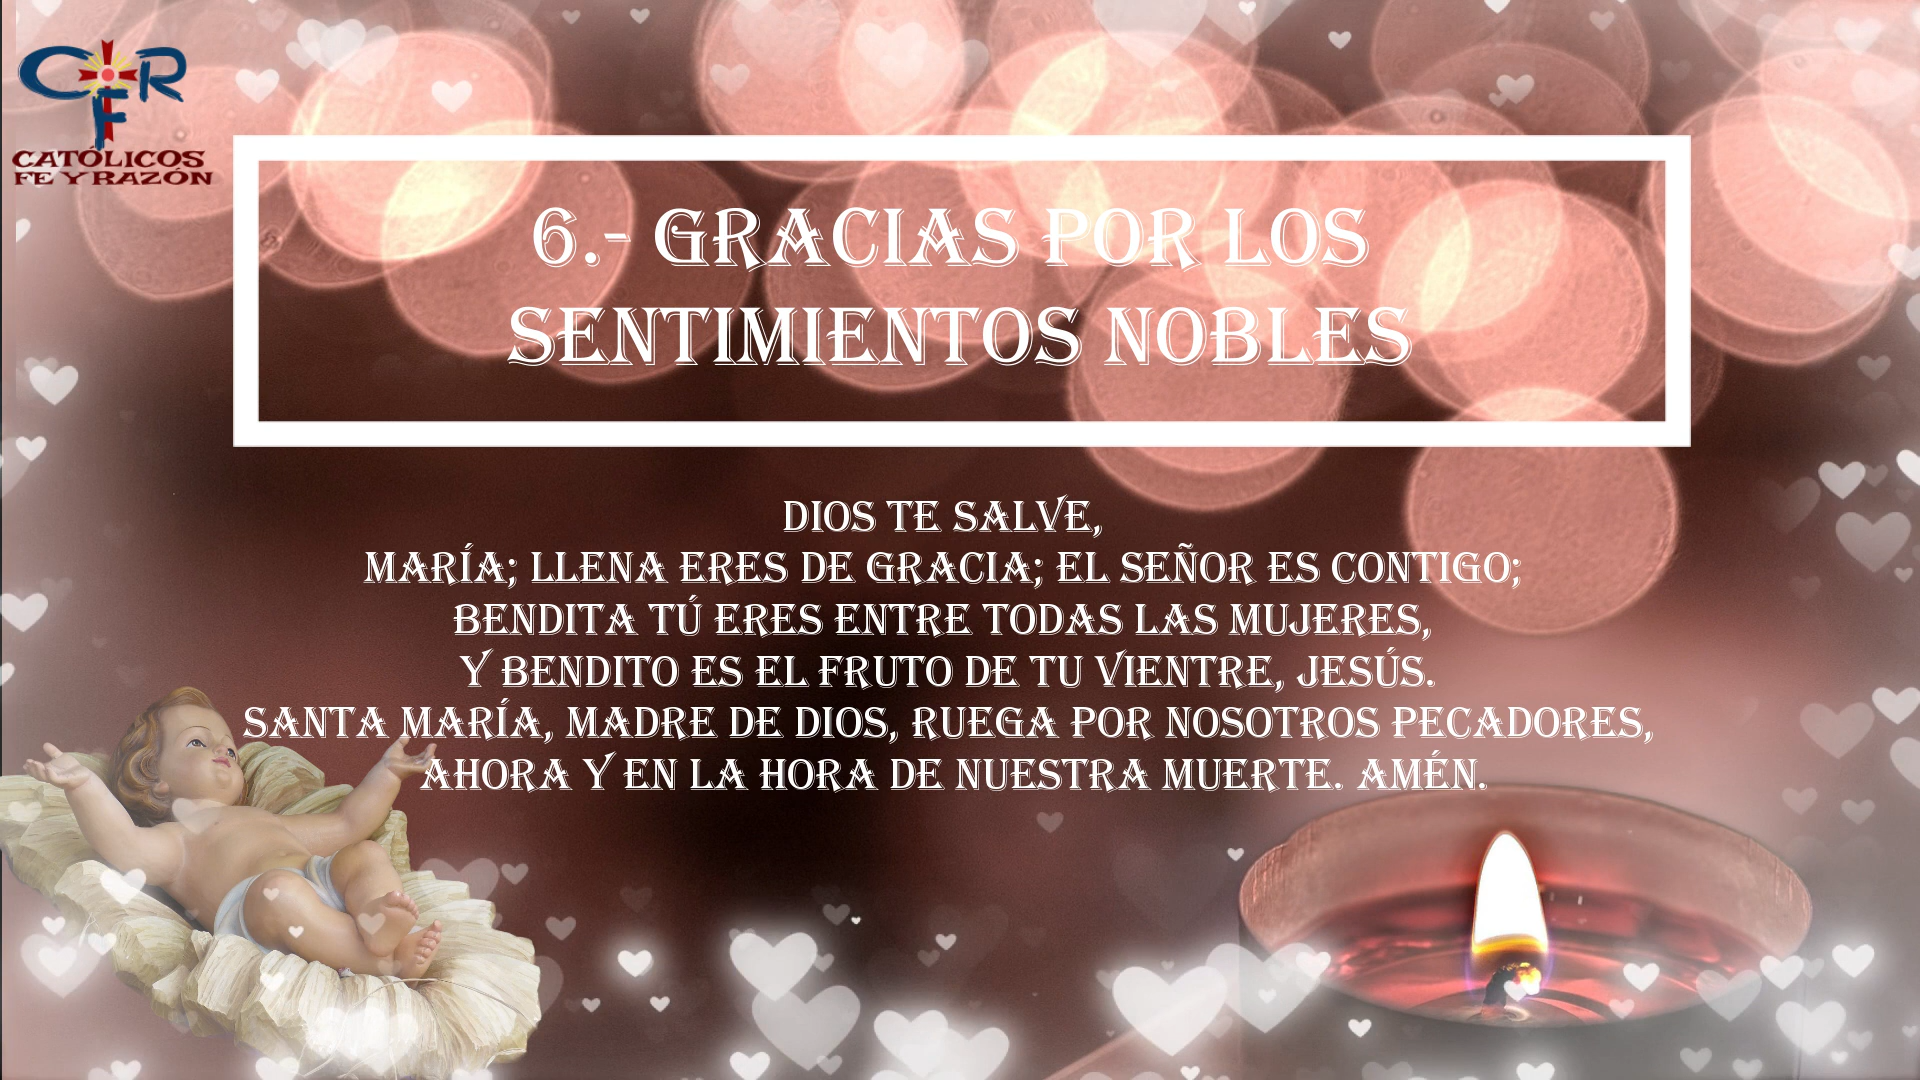 CFR
CATÓLICOS
FE Y RAZÓN
6.- GRACIAS POR LOS
SENTIMIENTOS NOBLES
DIOS TE SALVE,
MARÍA; LLENA ERES DE GRACIA; EL SEÑOR ES CONTIGO;
BENDITA TÚ ERES ENTRE TODAS LAS MUJERES,
Y BENDITO ES EL FRUTO DE TU VIENTRE, JESÚS.
SANTA MARÍA, MADRE DE DIOS, RUEGA POR NOSOTROS PECADORES,
AHORA Y EN LA HORA DE NUESTRA MUERTE. AMÉN.